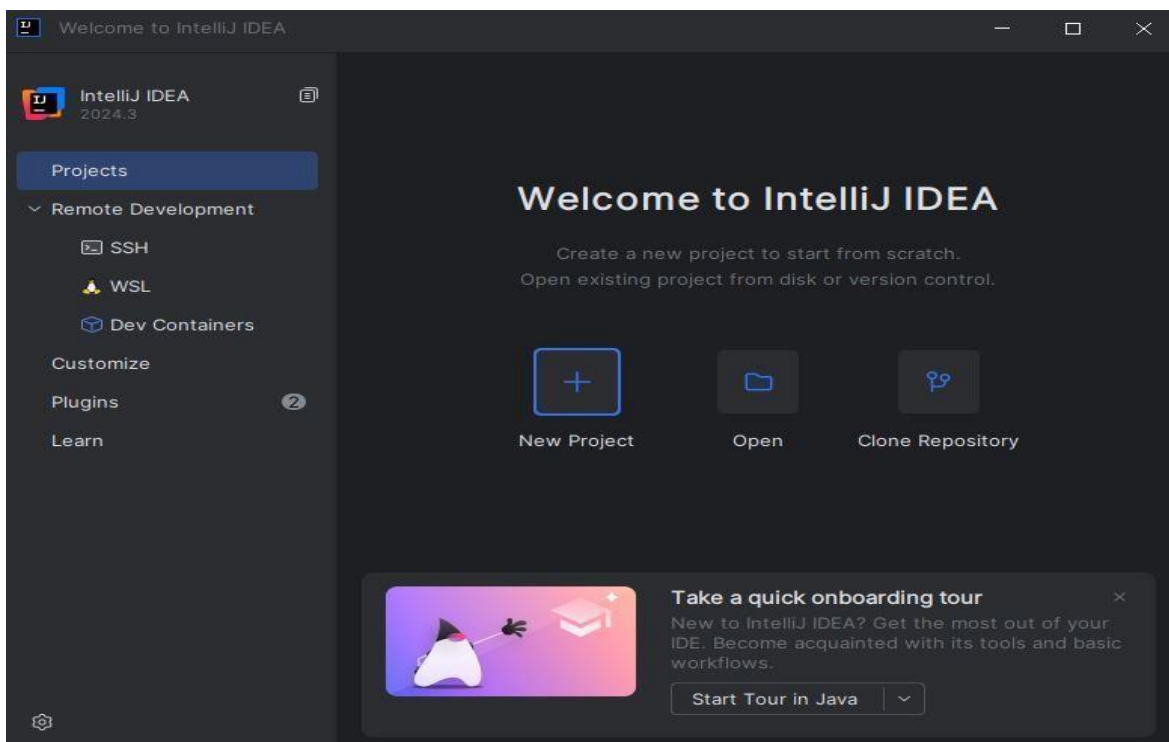 Welcome to IntelliJ IDEA
IntelliJ IDEA
2024.3
Projects
Remote Development
SSH
WSL
Dev Containers
Customize
Plugins 2
Learn
Welcome to IntelliJ IDEA
Create a new project to start from scratch.
Open existing project from disk or version control.
New Project Open Clone Repository
Take a quick onboarding tour
New to IntelliJ IDEA? Get the most out of your
IDE. Become acquainted with its tools and basic
workflows.
Start Tour in Java